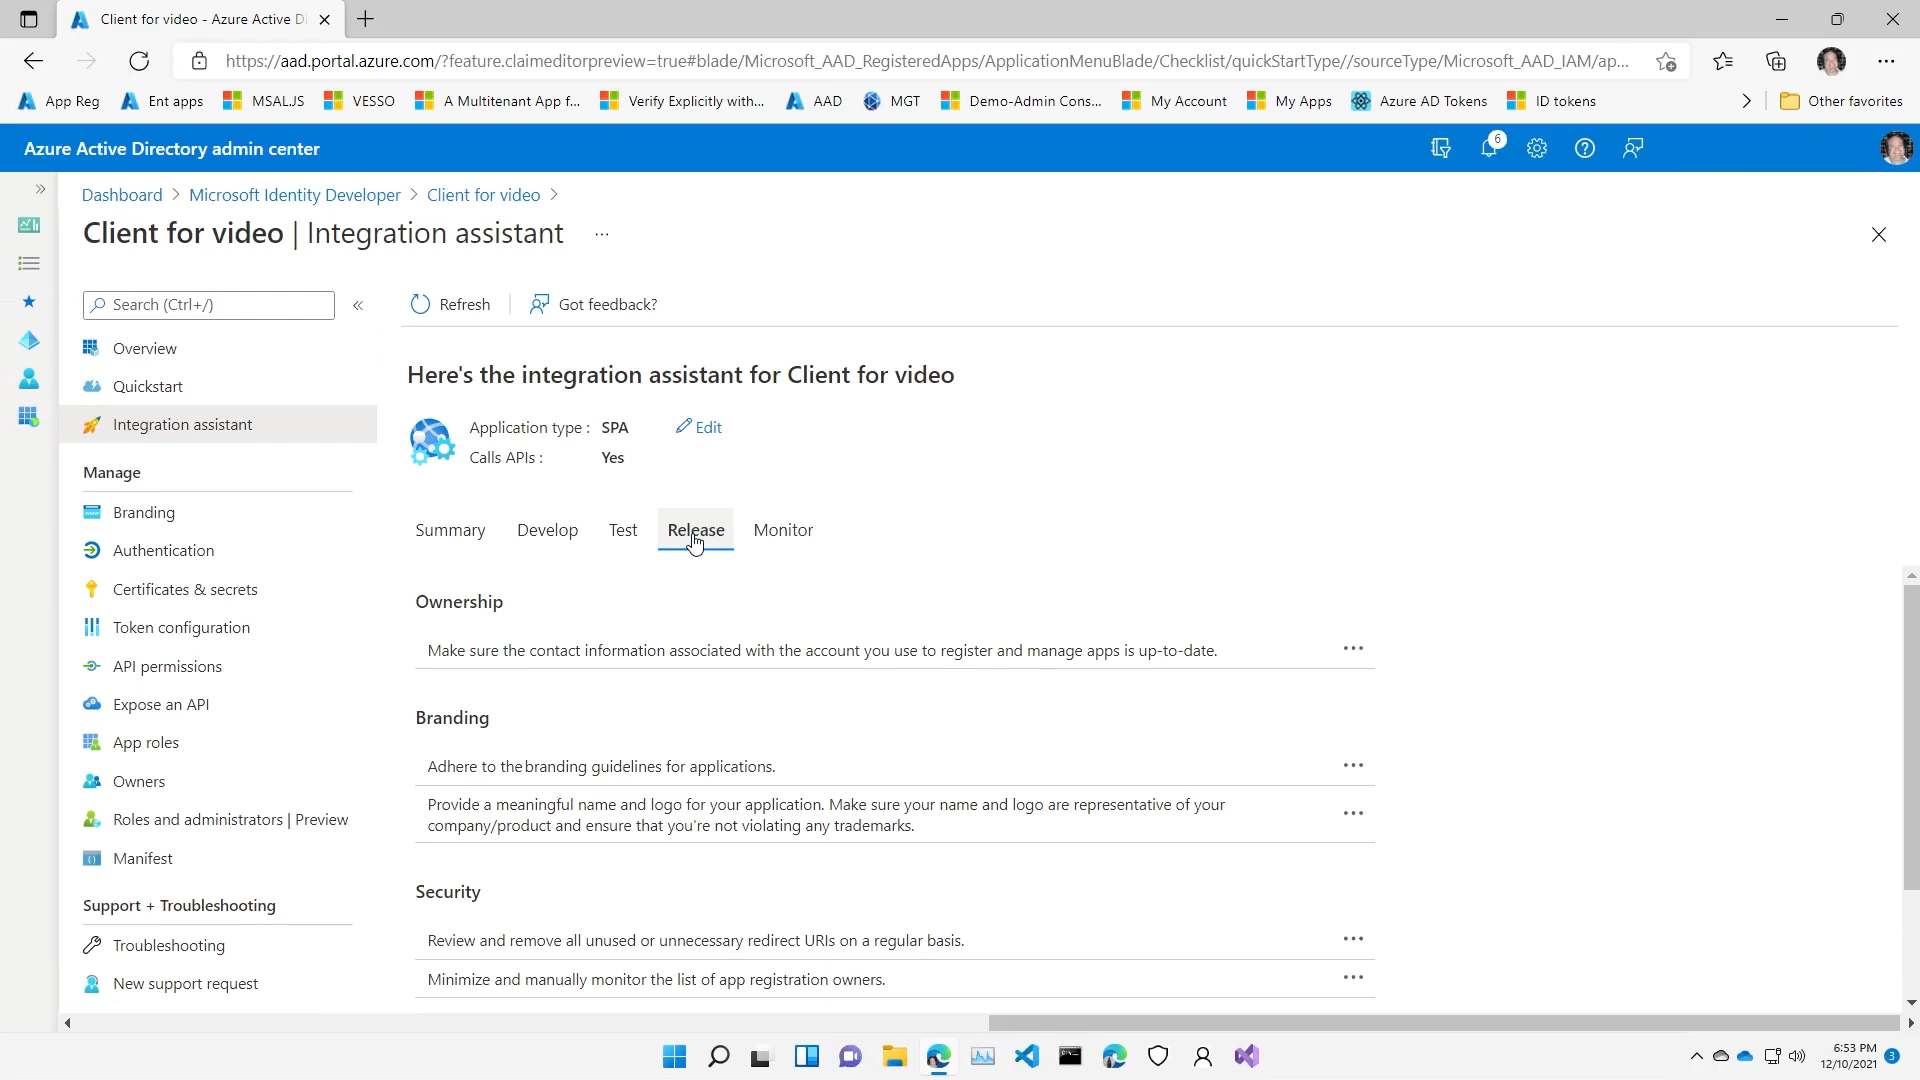 Client for video - Azure Active D
https://aad.portal.azure.com/?feature.claimeditorpreview=true#blade/Microsoft_AAD_RegisteredApps/ApplicationMenuBlade/Checklist/quickStartType//sourceType/Microsoft_AAD_IAM/ap...
App Reg
Ent apps
MSALJS
VESSO
A Multitenant App f...
Verify Explicitly with...
AAD
MGT
Demo-Admin Cons...
My Account
My Apps
Azure AD Tokens
ID tokens
Other favorites
Azure Active Directory admin center
6
Dashboard > Microsoft Identity Developer > Client for video >
Client for video | Integration assistant ...
Search (Ctrl+/)
Refresh
Got feedback?
Overview
Quickstart
Integration assistant
Manage
Branding
Authentication
Certificates & secrets
Token configuration
API permissions
Expose an API
App roles
Owners
Roles and administrators | Preview
Manifest
Support + Troubleshooting
Troubleshooting
New support request
Here's the integration assistant for Client for video
Application type : SPA Edit
Calls APIs : Yes
Summary Develop Test Release Monitor
Ownership
Make sure the contact information associated with the account you use to register and manage apps is up-to-date.
Branding
Adhere to the branding guidelines for applications.
Provide a meaningful name and logo for your application. Make sure your name and logo are representative of your
company/product and ensure that you're not violating any trademarks.
Security
Review and remove all unused or unnecessary redirect URIs on a regular basis.
Minimize and manually monitor the list of app registration owners.
6:53 PM
12/10/2021
3